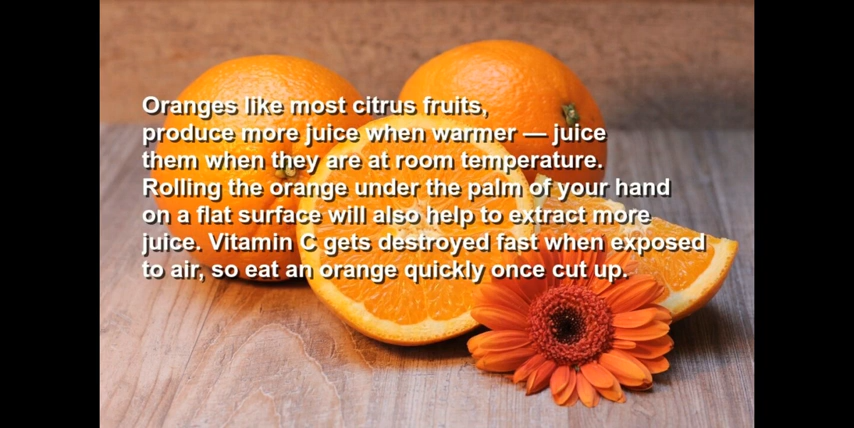 Oranges like most citrus fruits,
produce more juice when warmer — juice
them when they are at room temperature.
Rolling the orange under the palm of your hand
on a flat surface will also help to extract more
juice. Vitamin C gets destroyed fast when exposed
to air, so eat an orange quickly once cut up.